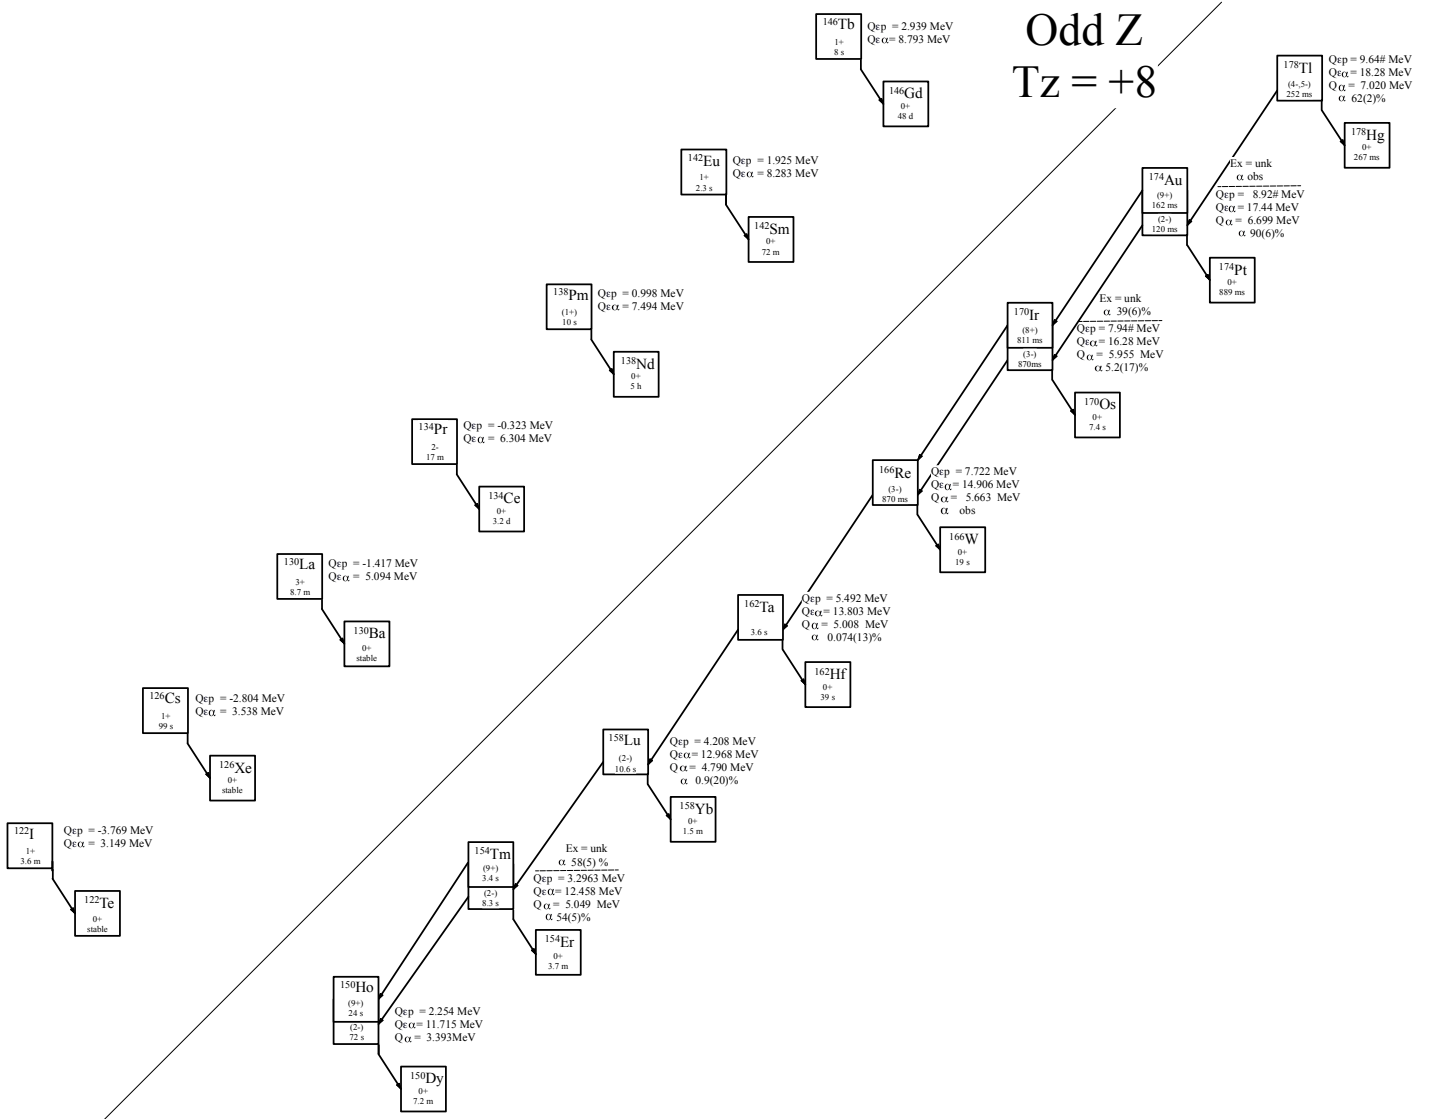 Odd Z
Tz = +8
146Tb
1+
8 s
Qεp = 2.939 MeV
Qεα= 8.793 MeV
146Gd
0+
48 d
142Eu
1+
2.3 s
Qεp = 1.925 MeV
Qεα = 8.283 MeV
142Sm
0+
72 m
138Pm
(1+)
10 s
Qεp = 0.998 MeV
Qεα = 7.494 MeV
138Nd
0+
5 h
134Pr
2-
17 m
Qεp = -0.323 MeV
Qεα = 6.304 MeV
134Ce
0+
3.2 d
130La
3+
8.7 m
Qεp = -1.417 MeV
Qεα = 5.094 MeV
130Ba
0+
stable
126Cs
1+
99 s
Qεp = -2.804 MeV
Qεα = 3.538 MeV
126Xe
0+
stable
122I
1+
3.6 m
Qεp = -3.769 MeV
Qεα = 3.149 MeV
122Te
0+
stable
178Tl
(4-,5-)
252 ms
Qεp = 9.64# MeV
Qεα = 18.28 MeV
Qα = 7.020 MeV
α 62(2)%
178Hg
0+
267 ms
174Au
(9+)
162 ms
(2-)
120 ms
Ex = unk
α obs
Qεp = 8.92# MeV
Qεα = 17.44 MeV
Qα = 6.699 MeV
α 90(6)%
174Pt
0+
889 ms
170Ir
(8+)
811 ms
(3-)
870ms
Ex = unk
α 39(6)%
Qεp = 7.94# MeV
Qεα = 16.28 MeV
Qα = 5.955 MeV
α 5.2(17)%
170Os
0+
7.4 s
166Re
(3-)
870 ms
Qεp = 7.722 MeV
Qεα= 14.906 MeV
Qα = 5.663 MeV
α obs
166W
0+
19 s
162Ta
3.6 s
Qεp = 5.492 MeV
Qεα= 13.803 MeV
Qα = 5.008 MeV
α 0.074(13)%
162Hf
0+
39 s
158Lu
(2-)
10.6 s
Qεp = 4.208 MeV
Qεα= 12.968 MeV
Qα = 4.790 MeV
α 0.9(20)%
158Yb
0+
1.5 m
154Tm
(9+)
3.4 s
(2-)
8.3 s
Ex = unk
α 58(5) %
Qεp = 3.2963 MeV
Qεα= 12.458 MeV
Qα = 5.049 MeV
α 54(5)%
154Er
0+
3.7 m
150Ho
(9+)
24 s
(2-)
72 s
Qεp = 2.254 MeV
Qεα= 11.715 MeV
Qα = 3.393MeV
150Dy
0+
7.2 m